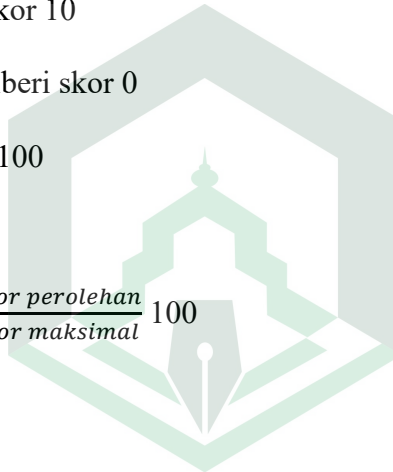 kor 10
beri skor 0
100
or perolehan
or maksimal 100